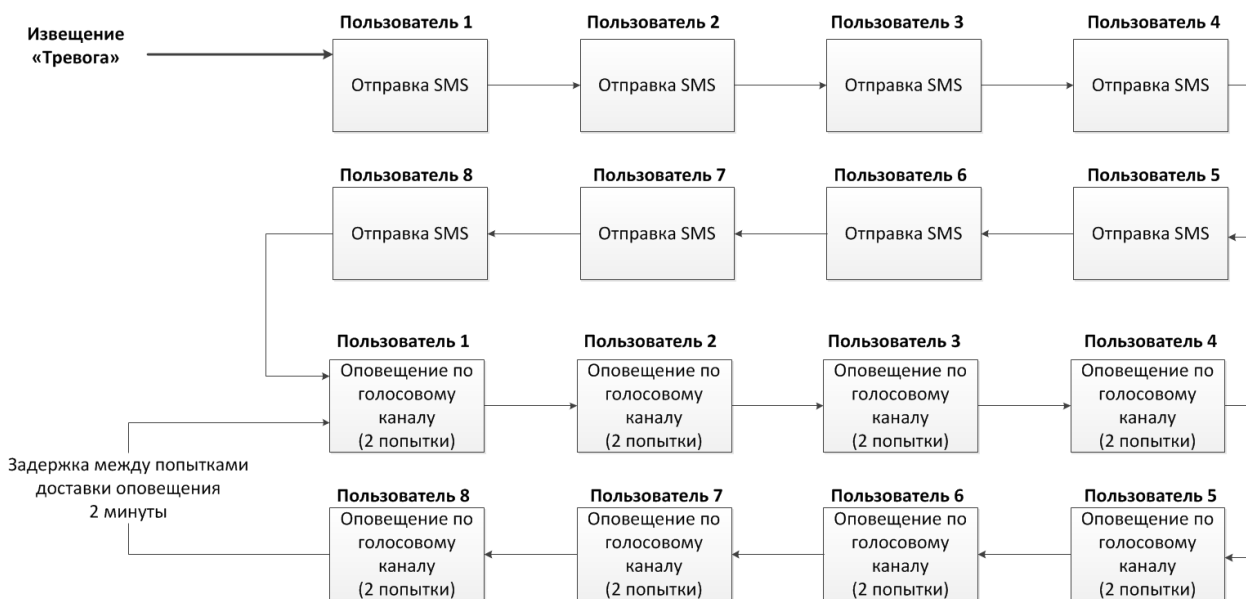 Извещение
«Тревога»
Пользователь 1
Отправка SMS
Пользователь 2
Отправка SMS
Пользователь 3
Отправка SMS
Пользователь 4
Отправка SMS
Пользователь 8
Отправка SMS
Пользователь 7
Отправка SMS
Пользователь 6
Отправка SMS
Пользователь 5
Отправка SMS
Пользователь 1
Оповещение по
голосовому
каналу
(2 попытки)
Пользователь 2
Оповещение по
голосовому
каналу
(2 попытки)
Пользователь 3
Оповещение по
голосовому
каналу
(2 попытки)
Пользователь 4
Оповещение по
голосовому
каналу
(2 попытки)
Задержка между попытками
доставки оповещения
2 минуты
Пользователь 8
Оповещение по
голосовому
каналу
(2 попытки)
Пользователь 7
Оповещение по
голосовому
каналу
(2 попытки)
Пользователь 6
Оповещение по
голосовому
каналу
(2 попытки)
Пользователь 5
Оповещение по
голосовому
каналу
(2 попытки)